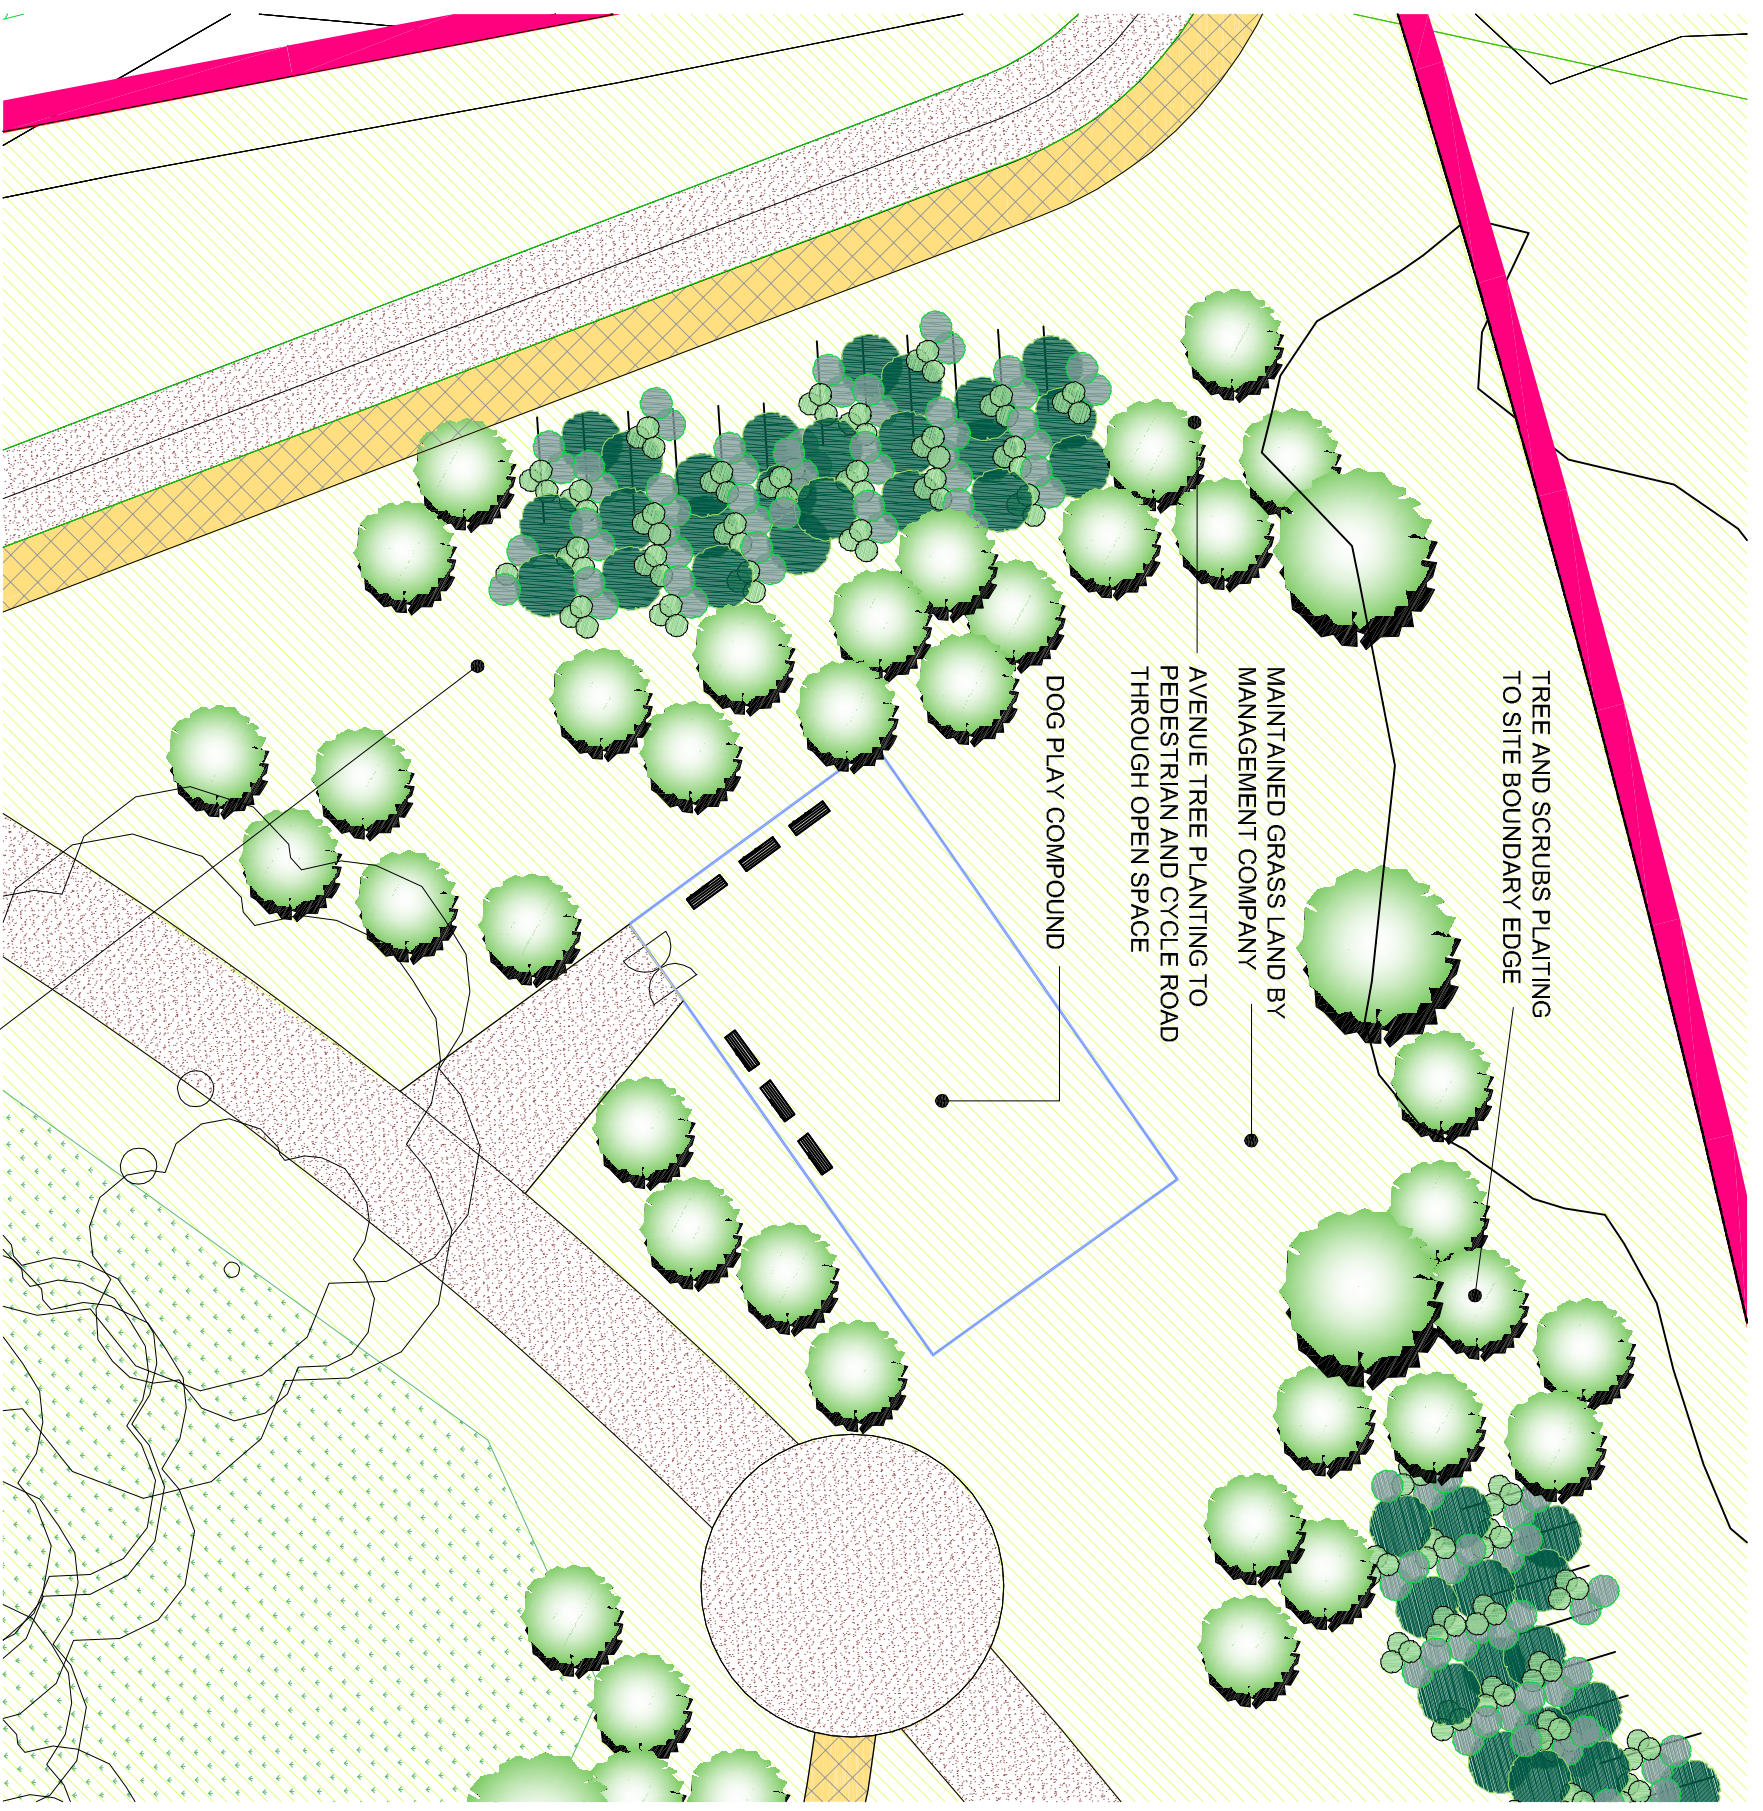 TREE AND SCRUBS PLAITING
TO SITE BOUNDARY EDGE
MAINTAINED GRASS LAND BY
MANAGEMENT COMPANY
AVENUE TREE PLANTING TO
PEDESTRIAN AND CYCLE ROAD
THROUGH OPEN SPACE
DOG PLAY COMPOUND